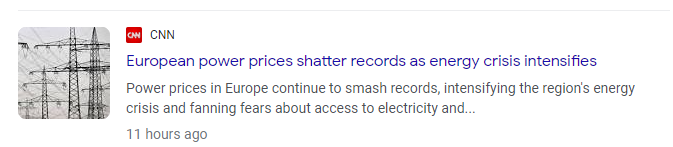 CNN CNN
European power prices shatter records as energy crisis intensifies
Power prices in Europe continue to smash records, intensifying the region's energy
crisis and fanning fears about access to electricity and...
11 hours ago